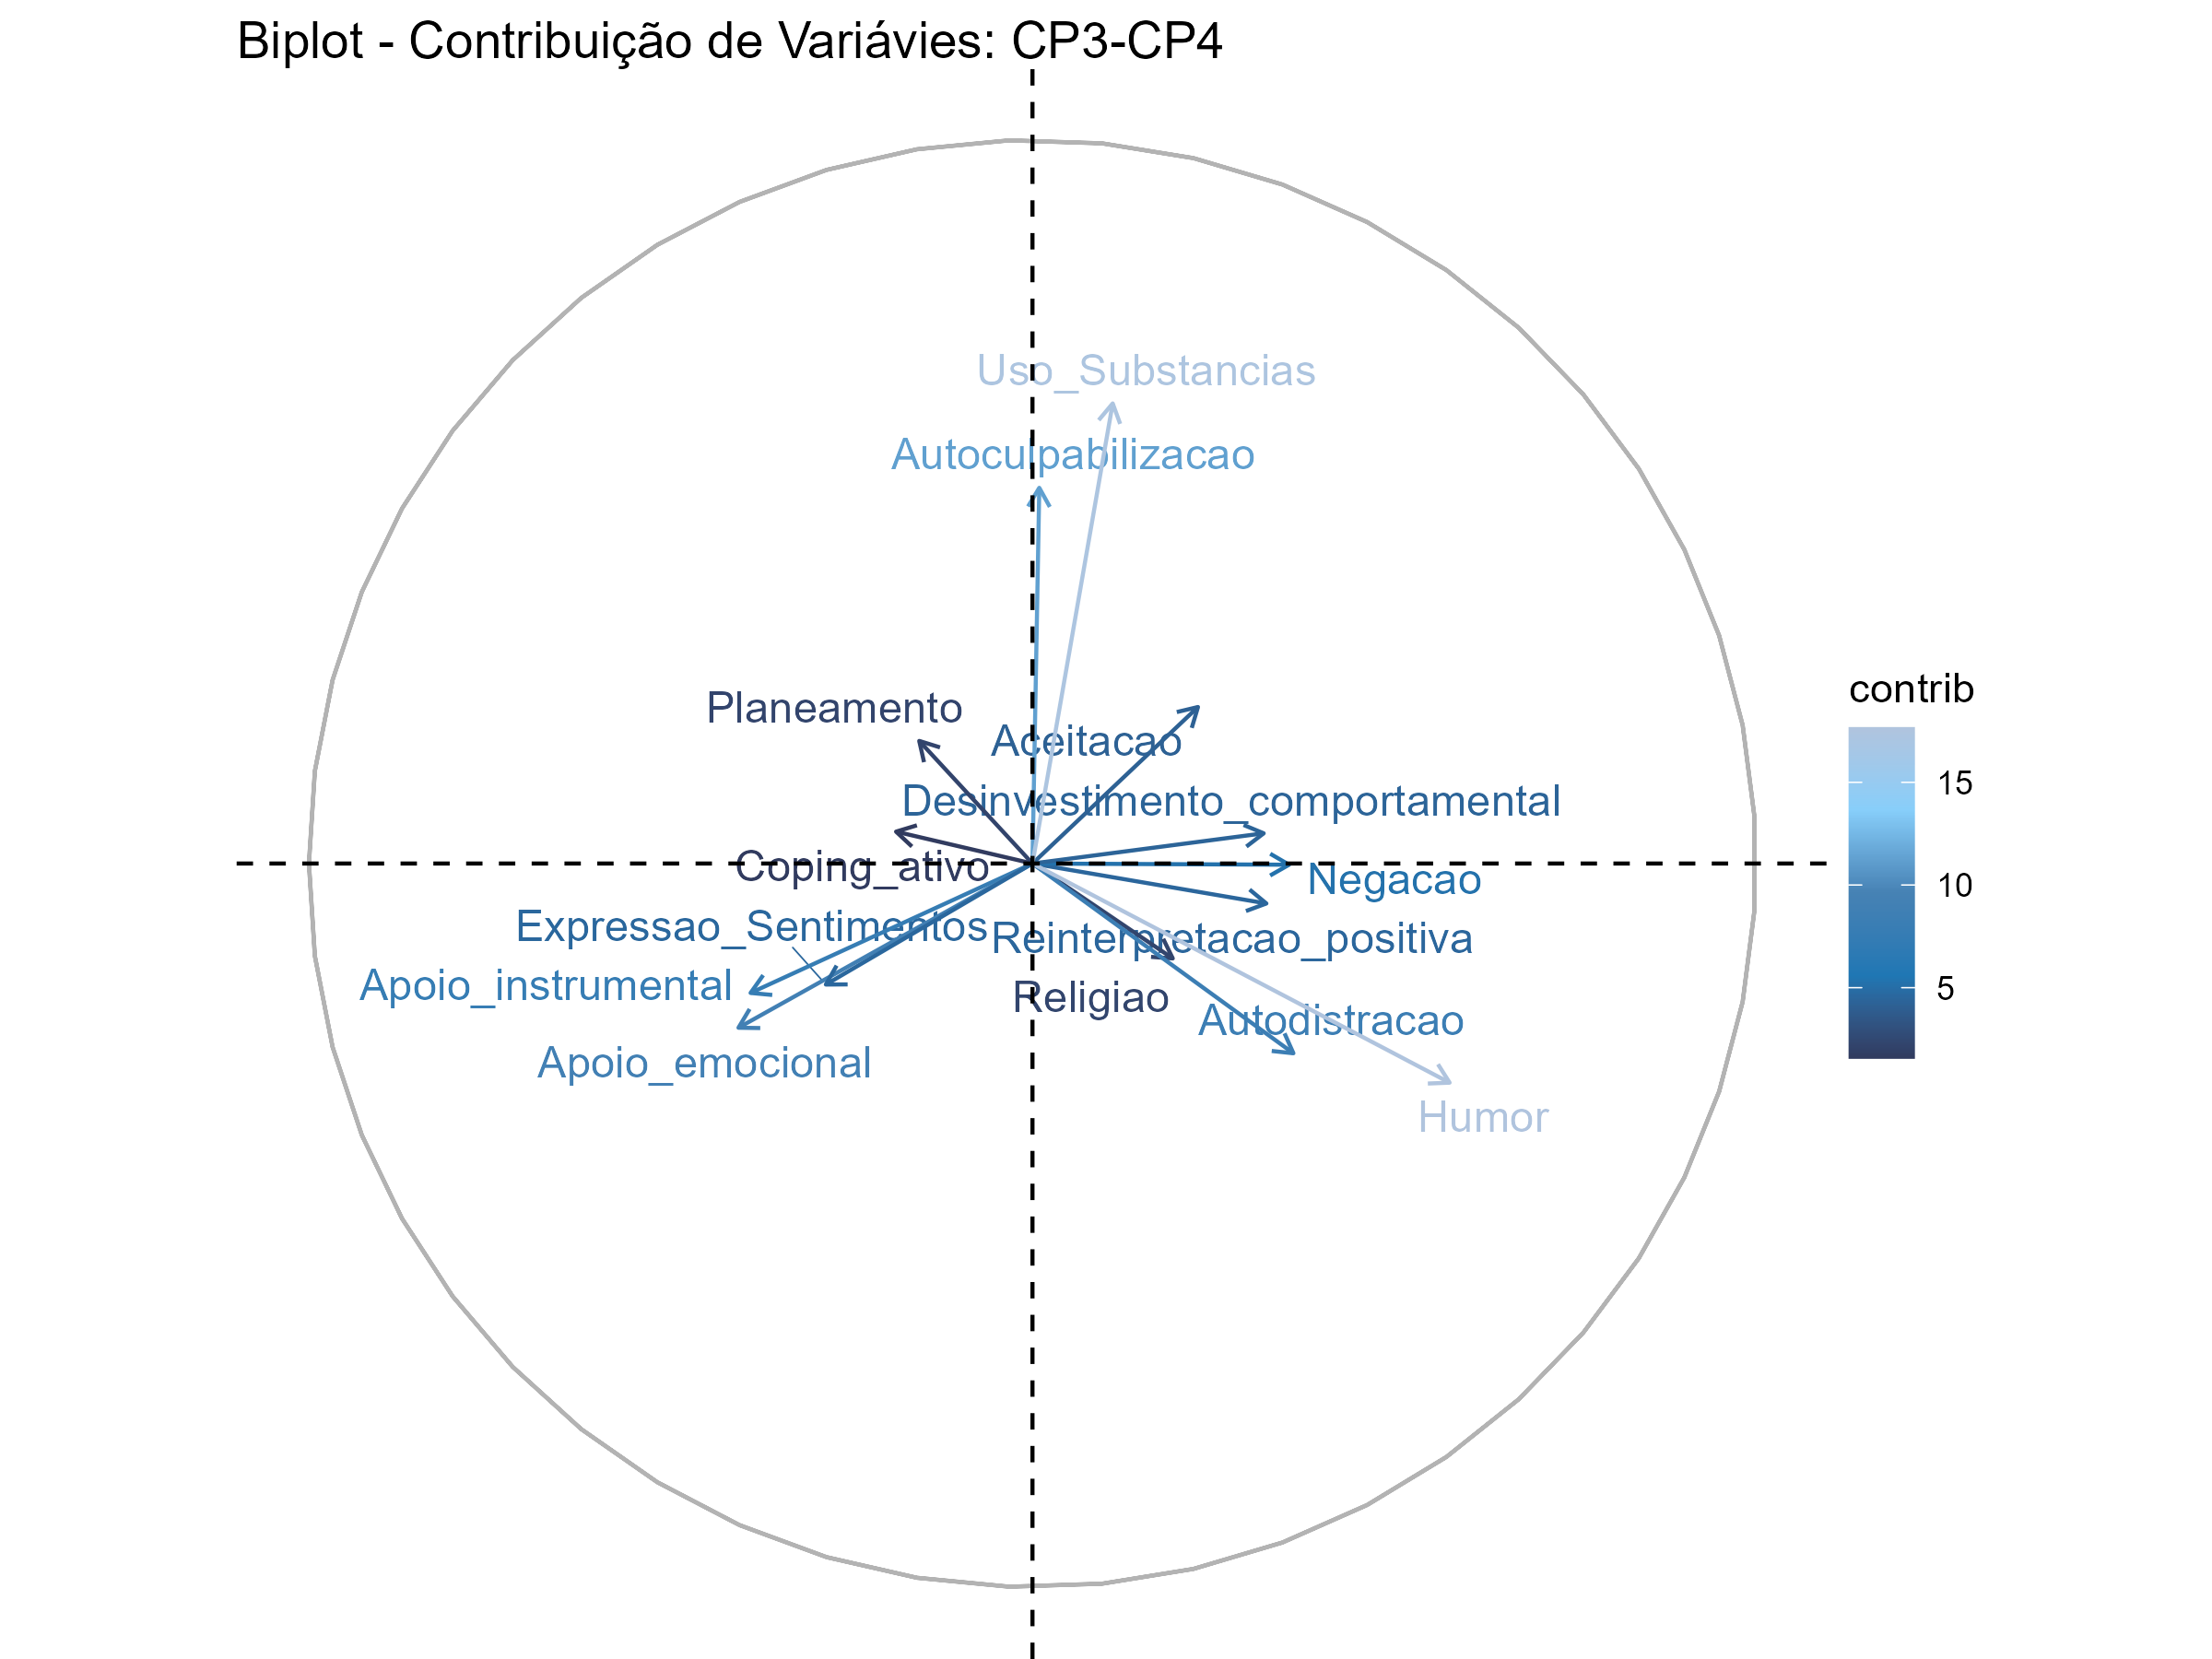 Biplot - Contribuição de Variávies: CP3-CP4
Uso_Substancias
Autoculpabilizacao
Planeamento
Aceitacao
Desinvestimento_comportamental
Coping_ativo
Negacao
Expressao_Sentimentos
Reinterpretacao_positiva
Apoio_instrumental
Religiao
Autodistracao
Apoio_emocional
Humor
contrib
15
10
5